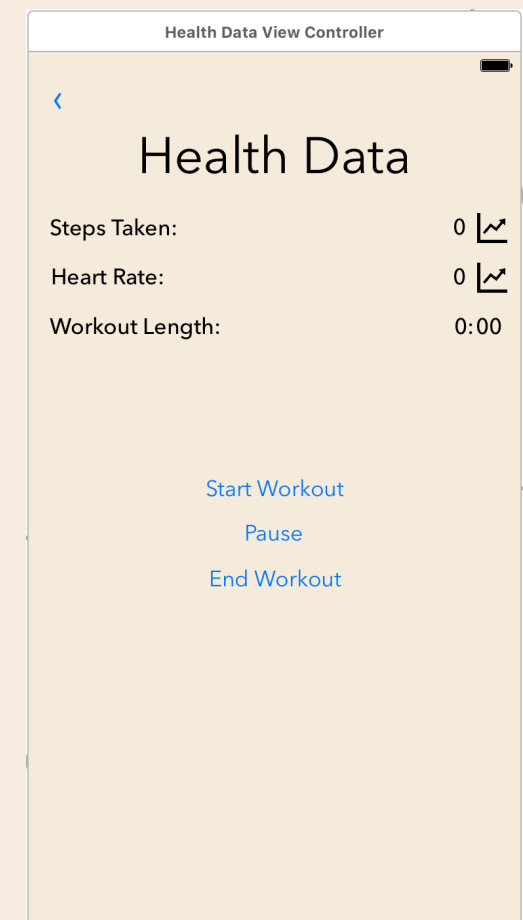 Health Data View Controller
Health Data
Steps Taken: 0
Heart Rate: 0
Workout Length: 0:00
Start Workout
Pause
End Workout